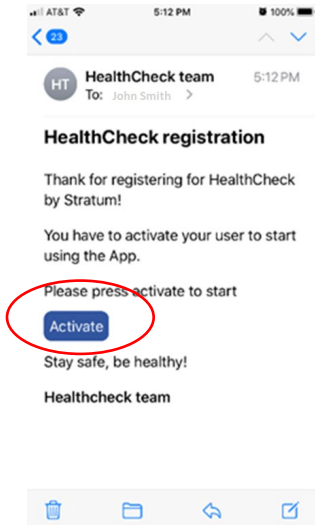 AT&T 5:12 PM 100%
23
HT HealthCheck team 5:12 PM
To: John Smith >
HealthCheck registration
Thank for registering for HealthCheck
by Stratum!
You have to activate your user to start
using the App.
Please press activate to start
Activate
Stay safe, be healthy!
Healthcheck team